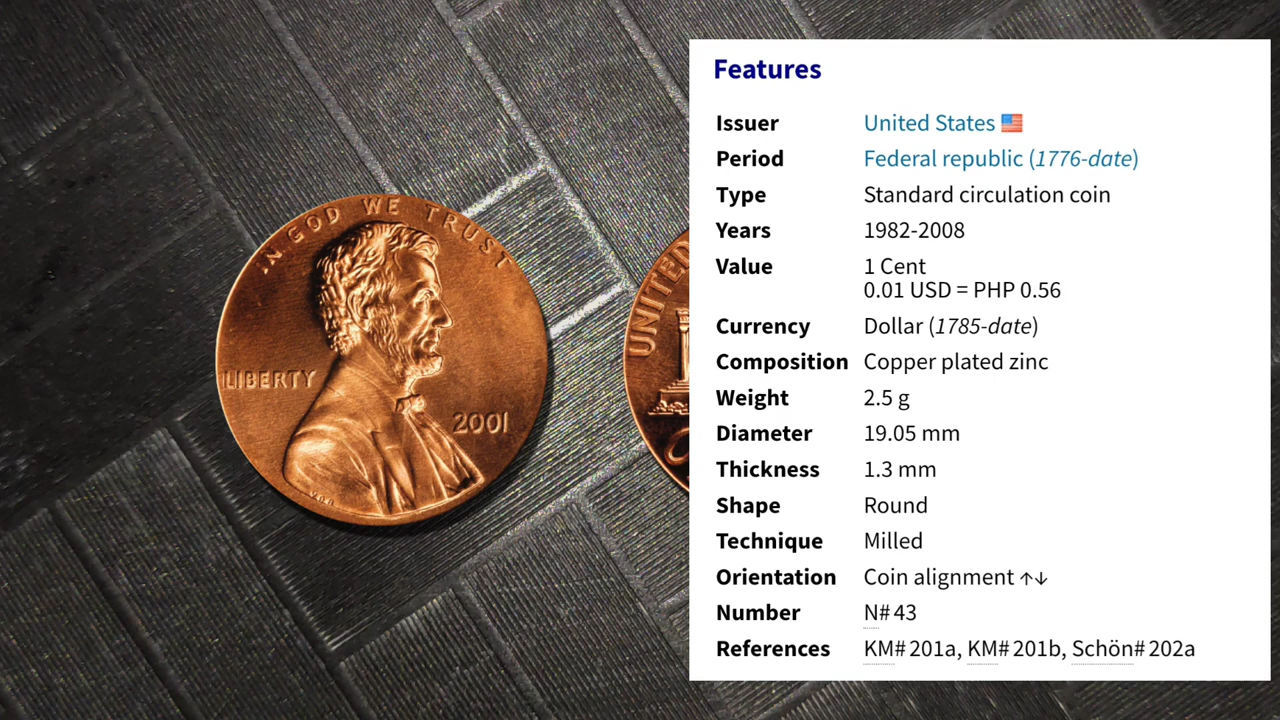 IN GOD WE TRUST
LIBERTY
2001
VDB
UNITED
Features
Issuer United States
Period Federal republic (1776-date)
Type Standard circulation coin
Years 1982-2008
Value 1 Cent
0.01 USD = PHP 0.56
Currency Dollar (1785-date)
Composition Copper plated zinc
Weight 2.5 g
Diameter 19.05 mm
Thickness 1.3 mm
Shape Round
Technique Milled
Orientation Coin alignment ↑↓
Number N# 43
References KM# 201a, KM# 201b, Schön# 202a